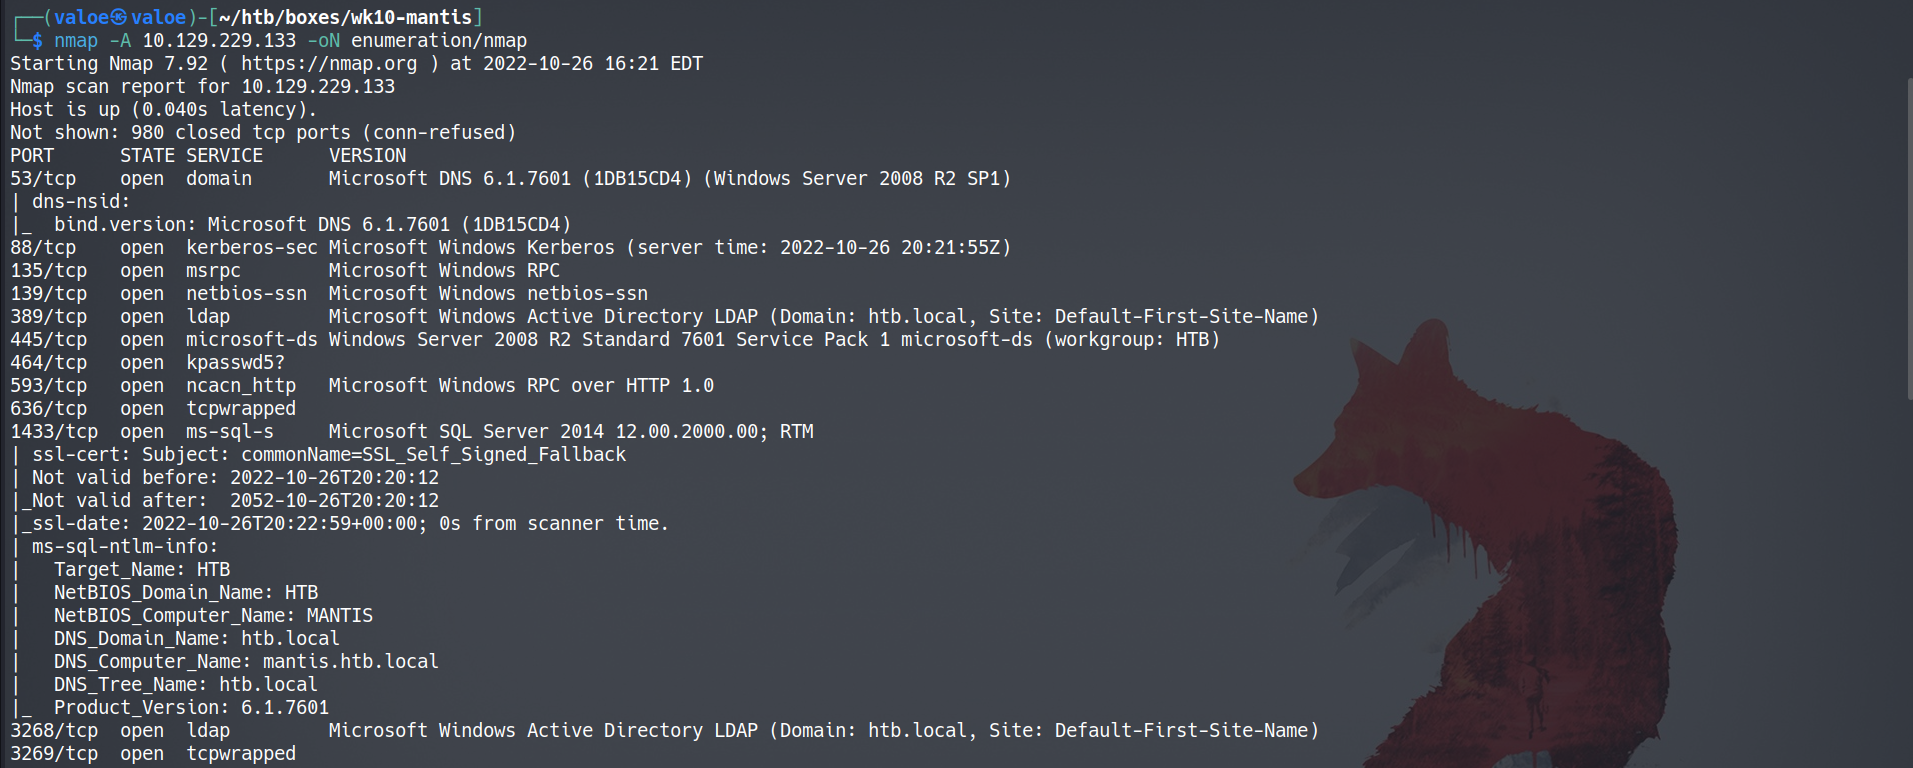 ┌──(valoe㉿valoe)-[~/htb/boxes/wk10-mantis]
└─$ nmap -A 10.129.229.133 -oN enumeration/nmap
Starting Nmap 7.92 ( https://nmap.org ) at 2022-10-26 16:21 EDT
Nmap scan report for 10.129.229.133
Host is up (0.040s latency).
Not shown: 980 closed tcp ports (conn-refused)
PORT      STATE SERVICE      VERSION
53/tcp    open  domain       Microsoft DNS 6.1.7601 (1DB15CD4) (Windows Server 2008 R2 SP1)
| dns-nsid:
|_  bind.version: Microsoft DNS 6.1.7601 (1DB15CD4)
88/tcp    open  kerberos-sec Microsoft Windows Kerberos (server time: 2022-10-26 20:21:55Z)
135/tcp   open  msrpc        Microsoft Windows RPC
139/tcp   open  netbios-ssn  Microsoft Windows netbios-ssn
389/tcp   open  ldap         Microsoft Windows Active Directory LDAP (Domain: htb.local, Site: Default-First-Site-Name)
445/tcp   open  microsoft-ds Windows Server 2008 R2 Standard 7601 Service Pack 1 microsoft-ds (workgroup: HTB)
464/tcp   open  kpasswd5?
593/tcp   open  ncacn_http   Microsoft Windows RPC over HTTP 1.0
636/tcp   open  tcpwrapped
1433/tcp  open  ms-sql-s     Microsoft SQL Server 2014 12.00.2000.00; RTM
| ssl-cert: Subject: commonName=SSL_Self_Signed_Fallback
| Not valid before: 2022-10-26T20:20:12
|_Not valid after:  2052-10-26T20:20:12
|_ssl-date: 2022-10-26T20:22:59+00:00; 0s from scanner time.
| ms-sql-ntlm-info:
|   Target_Name: HTB
|   NetBIOS_Domain_Name: HTB
|   NetBIOS_Computer_Name: MANTIS
|   DNS_Domain_Name: htb.local
|   DNS_Computer_Name: mantis.htb.local
|   DNS_Tree_Name: htb.local
|_  Product_Version: 6.1.7601
3268/tcp  open  ldap         Microsoft Windows Active Directory LDAP (Domain: htb.local, Site: Default-First-Site-Name)
3269/tcp  open  tcpwrapped